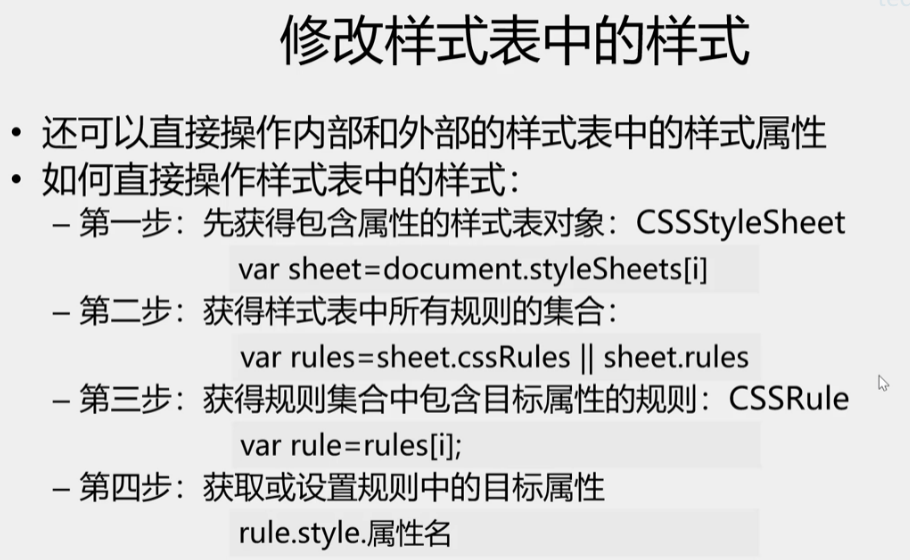 修改样式表中的样式
• 还可以直接操作内部和外部的样式表中的样式属性
• 如何直接操作样式表中的样式：
– 第一步：先获得包含属性的样式表对象：CSSStyleSheet
var sheet=document.styleSheets[i]
– 第二步：获得样式表中所有规则的集合：
var rules=sheet.cssRules || sheet.rules
– 第三步：获得规则集合中包含目标属性的规则：CSSRule
var rule=rules[i];
– 第四步：获取或设置规则中的目标属性
rule.style.属性名